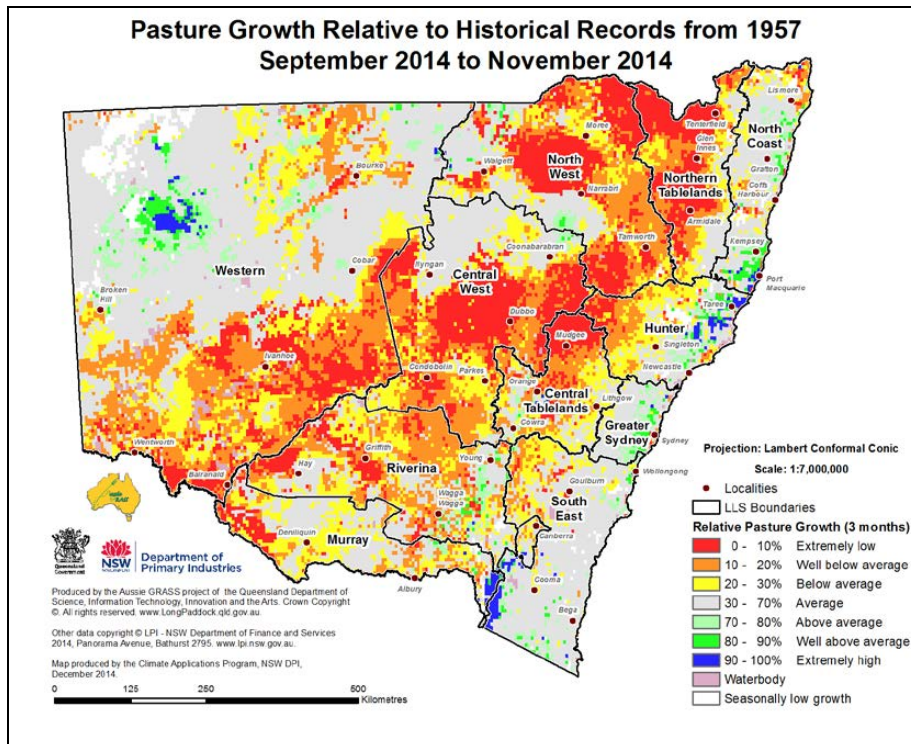 Pasture Growth Relative to Historical Records from 1957
September 2014 to November 2014
Lismore
Tenterfield
Moree
Glen
Innes
North
Coast
Walgett
North
West
Bourke
Northern
Tablelands
Grafton
Coffs
Harbour
Narrabri
Armidale
Coonabarabran
Tamworth
Kempsey
Western
Cobar
Nyngan
Central
West
Port
Macquarie
Broken
Hill
Taree
Dubbo
Hunter
Mudgee
Singleton
Ivanhoe
Newcastle
Condobolin
Parkes
Orange
Central
Tablelands
Lithgow
Cowra
Greater
Sydney
Sydney
Wentworth
Griffith
Young
Balranald
Hay
Riverina
Wollongong
Goulburn
South
East
Wagga
Wagga
Deniliquin
Murray
Canberra
Albury
Cooma
Bega
Projection: Lambert Conformal Conic
Scale: 1:7,000,000
Localities
LLS Boundaries
Relative Pasture Growth (3 months)
0 - 10% Extremely low
10 - 20% Well below average
20 - 30% Below average
30 - 70% Average
70 - 80% Above average
80 - 90% Well above average
90 - 100% Extremely high
Waterbody
Seasonally low growth
Queensland
Government
NSW
Department of
Primary Industries
Produced by the Aussie GRASS project of the Queensland Department of
Science, Information Technology, Innovation and the Arts. Crown Copyright
©. All rights reserved. www.LongPaddock.qld.gov.au.
Other data copyright © LPI - NSW Department of Finance and Services
2014, Panorama Avenue, Bathurst 2795. www.lpi.nsw.gov.au.
Map produced by the Climate Applications Program, NSW DPI,
December 2014.
0 125 250 500
Kilometres